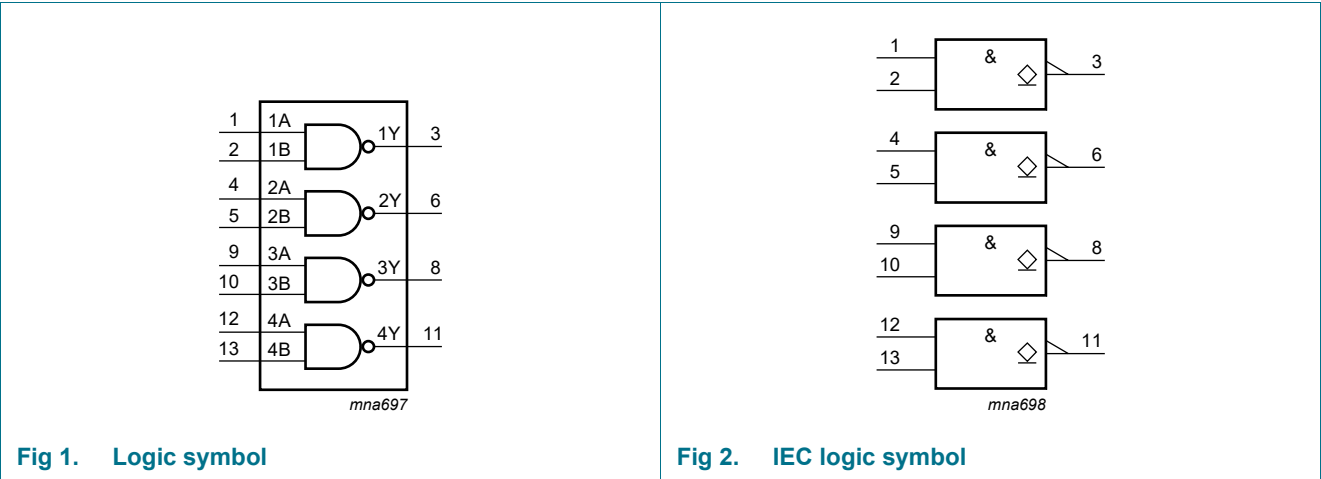 1 1A 1Y 3
2 1B
4 2A 2Y 6
5 2B
9 3A 3Y 8
10 3B
12 4A 4Y 11
13 4B
mna697
Fig 1. Logic symbol
1 & 3
2
4 & 6
5
9 & 8
10
12 & 11
13
mna698
Fig 2. IEC logic symbol